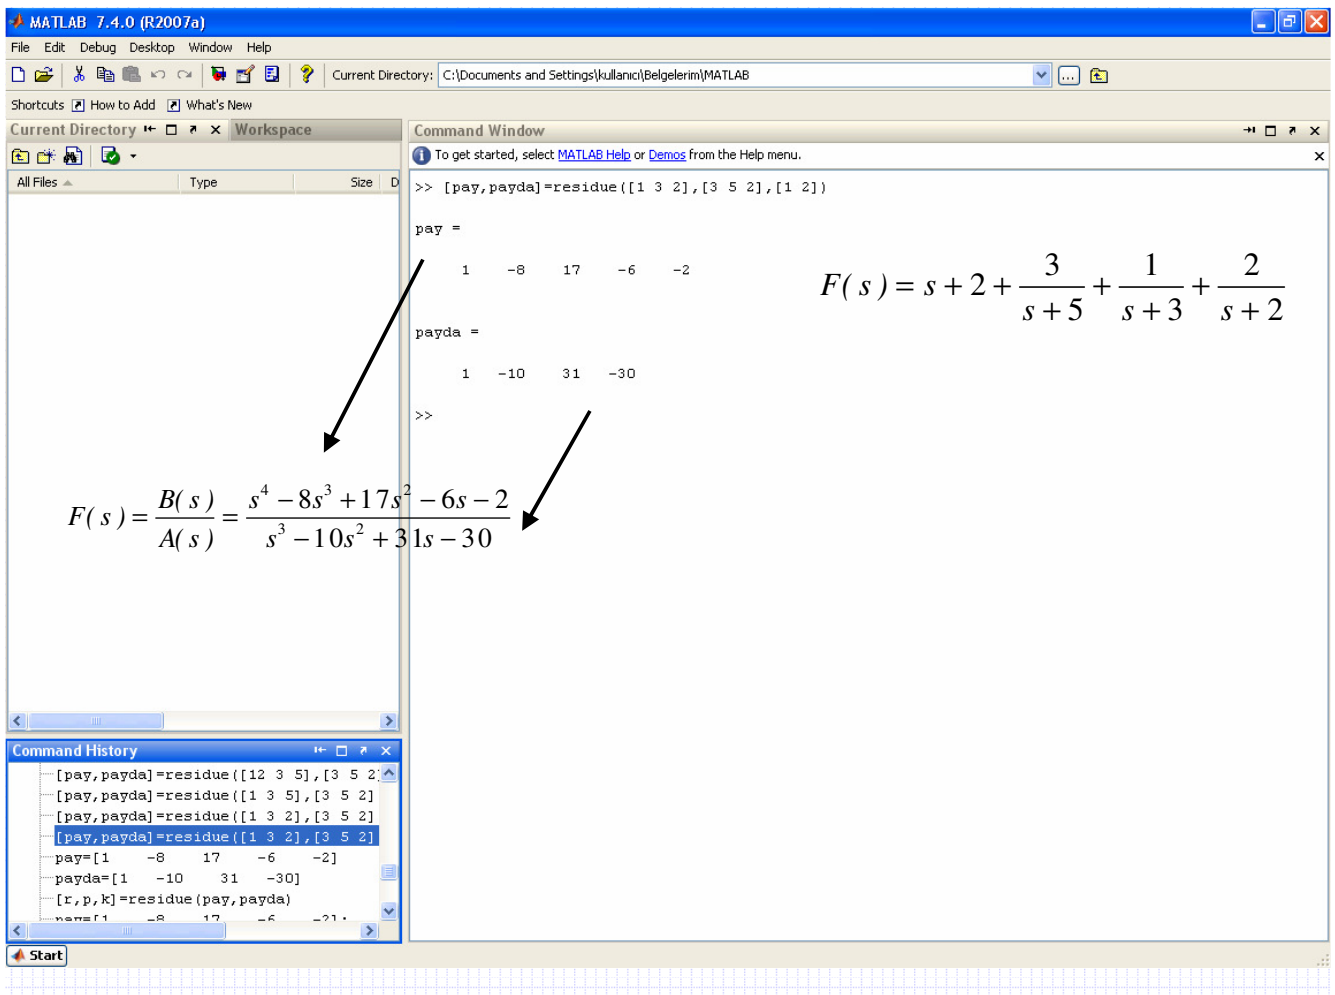 MATLAB 7.4.0 (R2007a)
File Edit Debug Desktop Window Help
Current Directory: C:\Documents and Settings\kullanıcı\Belgelerim\MATLAB
Shortcuts How to Add What's New
Current Directory Workspace
All Files Type Size D
Command Window
To get started, select MATLAB Help or Demos from the Help menu.
>> [pay,payda]=residue([1 3 2],[3 5 2],[1 2])
pay =
1 -8 17 -6 -2
F( s ) = s + 2 + 3/(s + 5) + 1/(s + 3) + 2/(s + 2)
payda =
1 -10 31 -30
>>
F( s ) = B( s )/A( s ) = (s^4 − 8s^3 + 17s^2 − 6s − 2)/(s^3 − 10s^2 + 31s − 30)
Command History
[pay,payda]=residue([12 3 5],[3 5 2]
[pay,payda]=residue([1 3 5],[3 5 2]
[pay,payda]=residue([1 3 2],[3 5 2]
[pay,payda]=residue([1 3 2],[3 5 2]
pay=[1 -8 17 -6 -2]
payda=[1 -10 31 -30]
[r,p,k]=residue(pay,payda)
pay=[1 -8 17 -6 -2];
Start